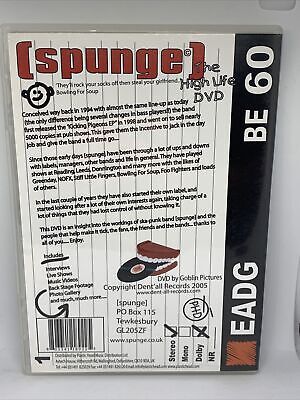 [spunge]©
The
High Life
DVD
"They'll rock your socks off then steal your girlfriend."
Bowling For Soup
Conceived way back in 1994 with almost the same line-up as today
(the only difference being several changes in bass players!) the band
first released the "Kicking Pigeons EP" in 1998 and went on to sell nearly
5000 copies at pub shows. This gave them the incentive to jack in the day
job and give the band a full time go...
Since those early days [spunge] have been through a lot of ups and downs
with labels, managers, other bands and life in general. They have played
shows at Reading, Leeds, Donnington and many more with the likes of
Greenday, NOFX, Stiff Little Fingers, Bowling For Soup, Foo Fighters and loads
more.
In the last couple of years they have also started their own label, and
started looking after a lot of their own interests again, taking charge of a
lot of things that they had lost control of without knowing it.
This DVD is an insight into the workings of ska-punk band [spunge] and the
people that help make it tick, the fans, the friends and the bands... thanks to
all of you... Enjoy.
Includes
Interviews
Live Shows
Music Videos
Back Stage Footage
Photo Gallery
and much, much more...
DVD by Goblin Pictures
Copyright Dent'all Records 2005
www.dent-all-records.com
[spunge]
PO Box 115
Tewkesbury
GL205ZF
www.spunge.co.uk
Stereo
Mono
Dolby
NR
EADG
BE 60
1